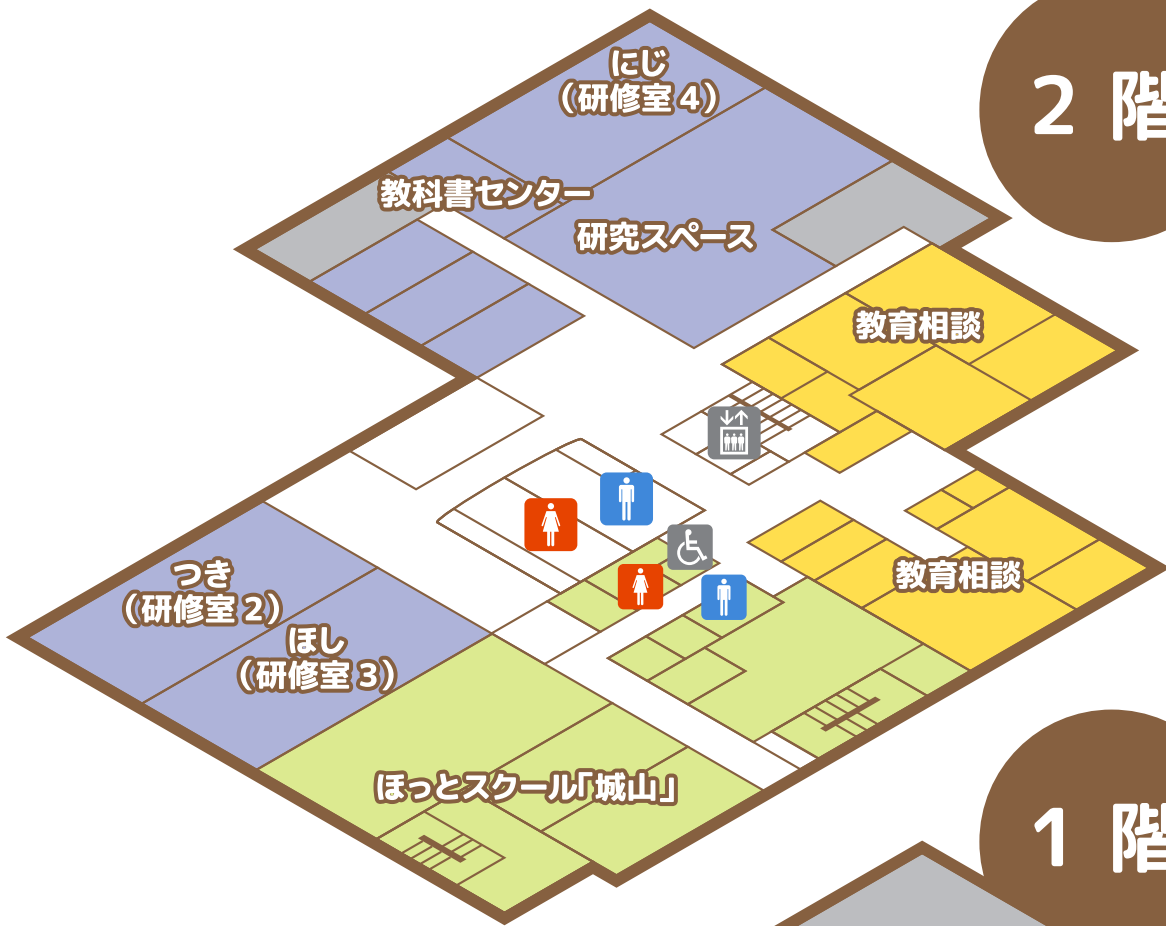 にじ
(研修室4)
2 階
教科書センター
研究スペース
教育相談
つき
(研修室2)
ほし
(研修室3)
教育相談
ほっとスクール「城山」
1 階